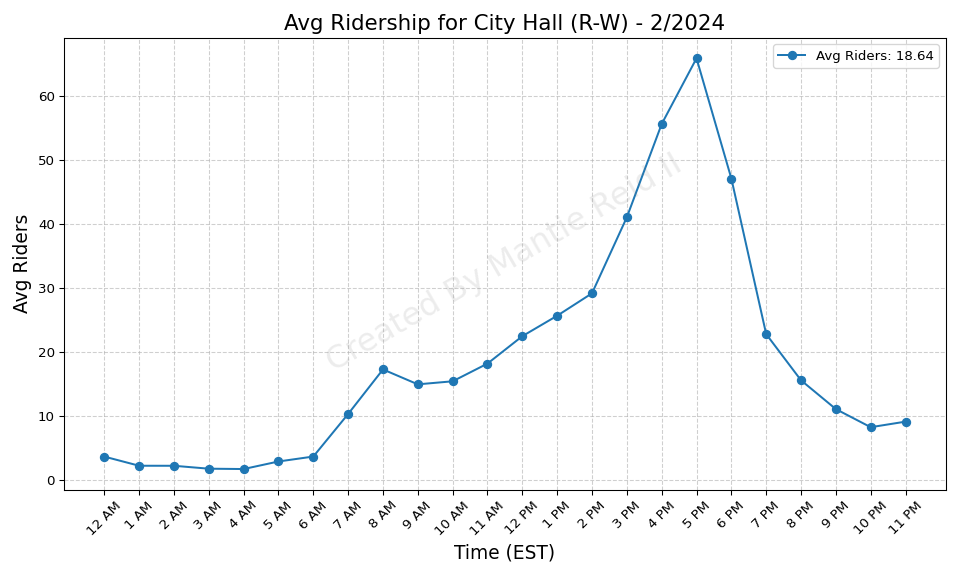 Avg Ridership for City Hall (R-W) - 2/2024
Avg Riders: 18.64
Avg Riders
60
50
40
30
20
10
0
Created By Mantie Reid II
12 AM
1 AM
2 AM
3 AM
4 AM
5 AM
6 AM
7 AM
8 AM
9 AM
10 AM
11 AM
12 PM
1 PM
2 PM
3 PM
4 PM
5 PM
6 PM
7 PM
8 PM
9 PM
10 PM
11 PM
Time (EST)